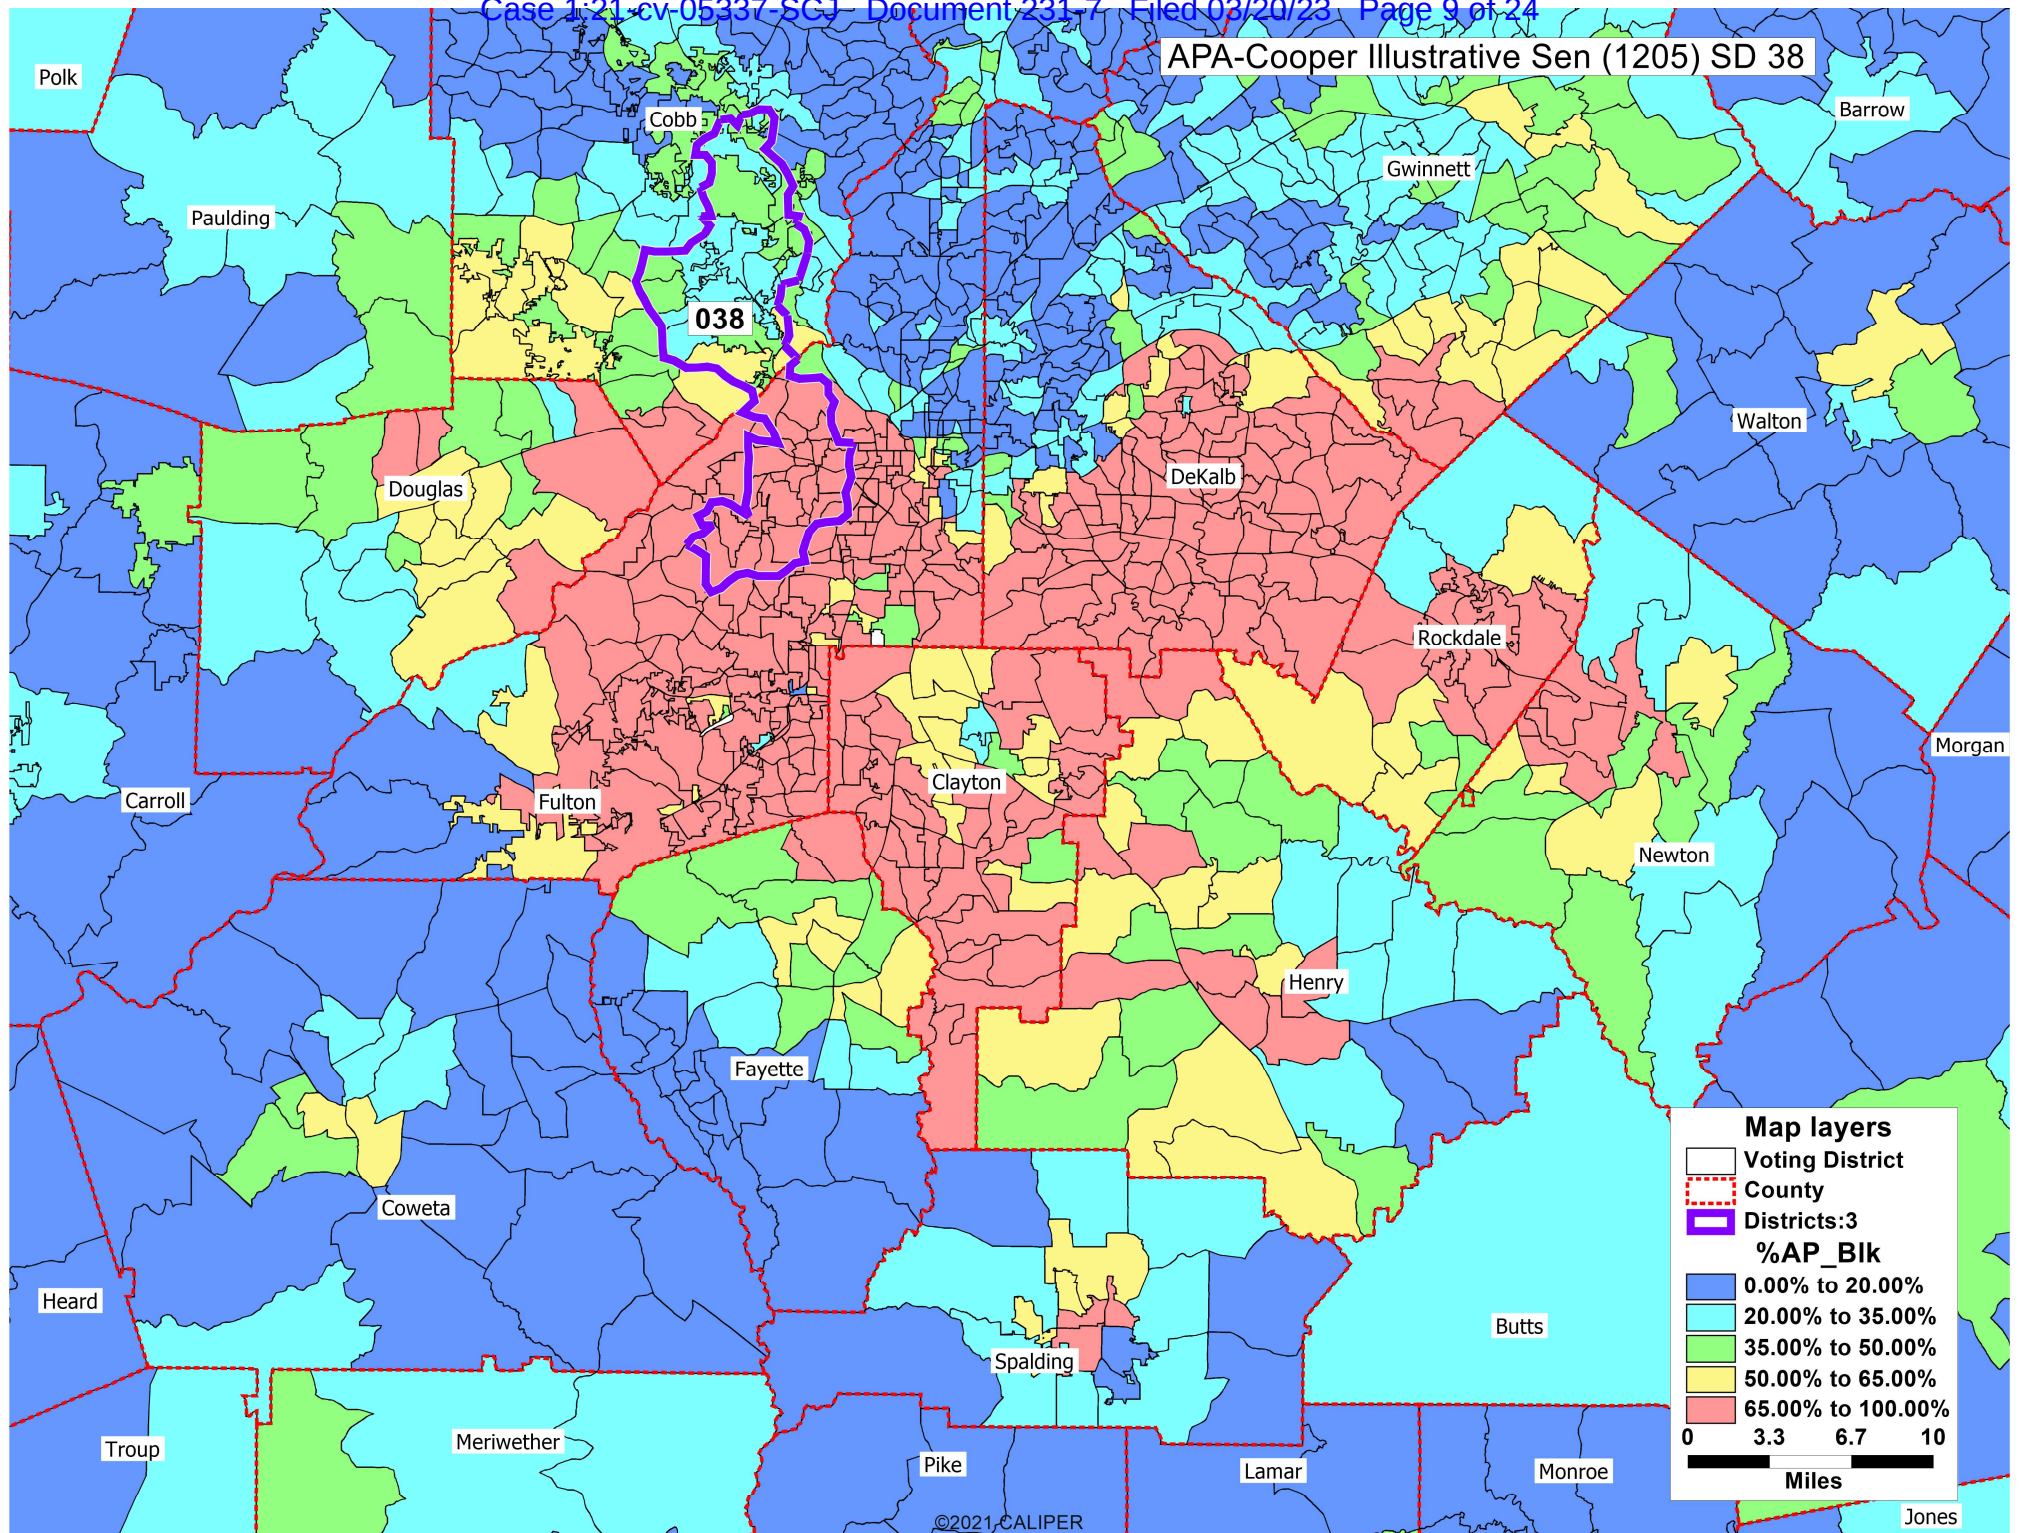 Case 1:21-cv-05337-SCJ Document 231-7 Filed 03/20/23 Page 9 of 24
APA-Cooper Illustrative Sen (1205) SD 38
Polk
Cobb
Barrow
Gwinnett
Paulding
038
Walton
DeKalb
Douglas
Rockdale
Morgan
Carroll
Fulton
Clayton
Newton
Henry
Fayette
Coweta
Heard
Butts
Spalding
Troup
Meriwether
Pike
Lamar
Monroe
Jones
Map layers
Voting District
County
Districts:3
%AP_Blk
0.00% to 20.00%
20.00% to 35.00%
35.00% to 50.00%
50.00% to 65.00%
65.00% to 100.00%
0 3.3 6.7 10
Miles
©2021 CALIPER